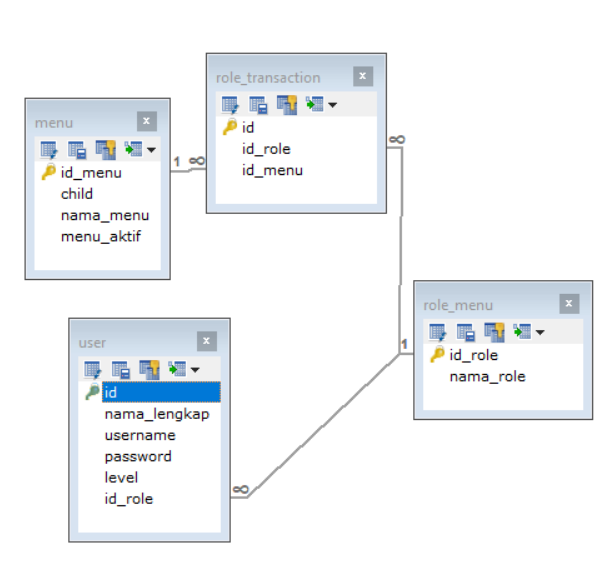 role_transaction
id
id_role
id_menu
menu
id_menu
child
nama_menu
menu_aktif
1
∞
∞
role_menu
id_role
nama_role
1
user
id
nama_lengkap
username
password
level
id_role
∞